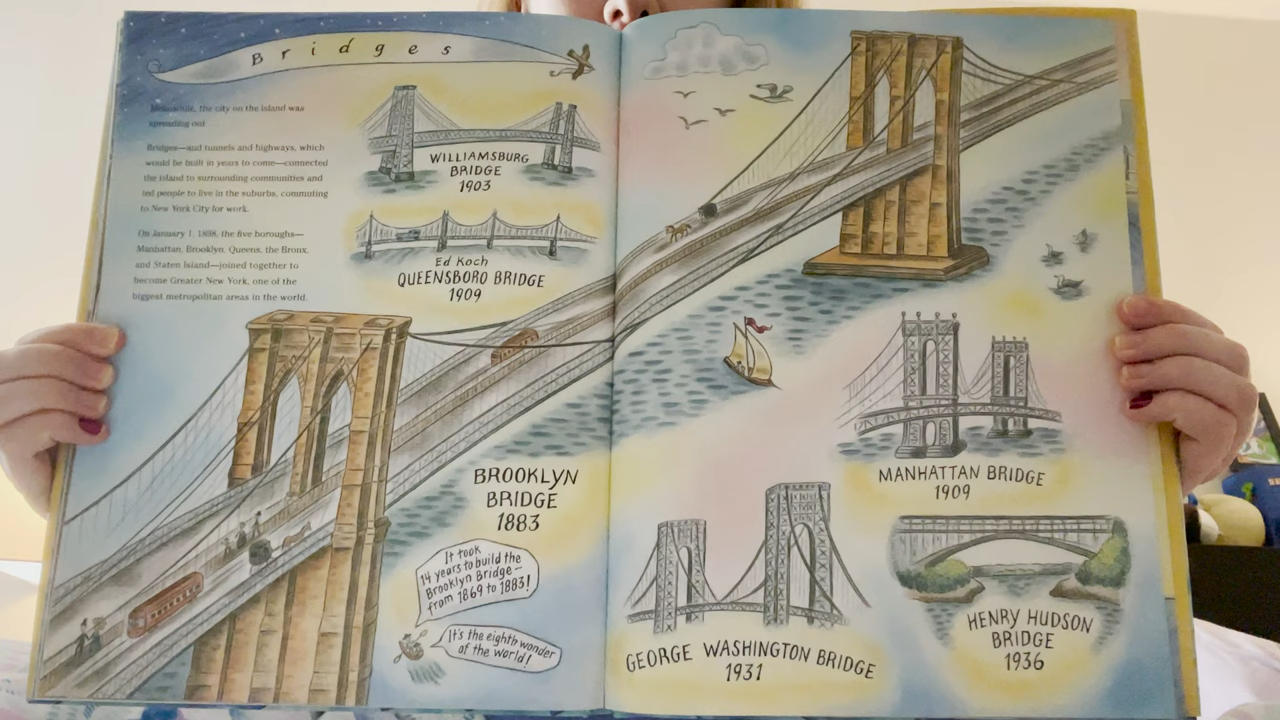 Bridges
Meanwhile, the city on the island was
spreading out.
Bridges—and tunnels and highways, which
would be built in years to come—connected
the island to surrounding communities and
led people to live in the suburbs, commuting
to New York City for work.
On January 1, 1898, the five boroughs—
Manhattan, Brooklyn, Queens, the Bronx,
and Staten Island—joined together to
become Greater New York, one of the
biggest metropolitan areas in the world.
WILLIAMSBURG
BRIDGE
1903
Ed Koch
QUEENSBORO BRIDGE
1909
BROOKLYN
BRIDGE
1883
It took
14 years to build the
Brooklyn Bridge—
from 1869 to 1883!
It's the eighth wonder
of the world!
MANHATTAN BRIDGE
1909
GEORGE WASHINGTON BRIDGE
1931
HENRY HUDSON
BRIDGE
1936